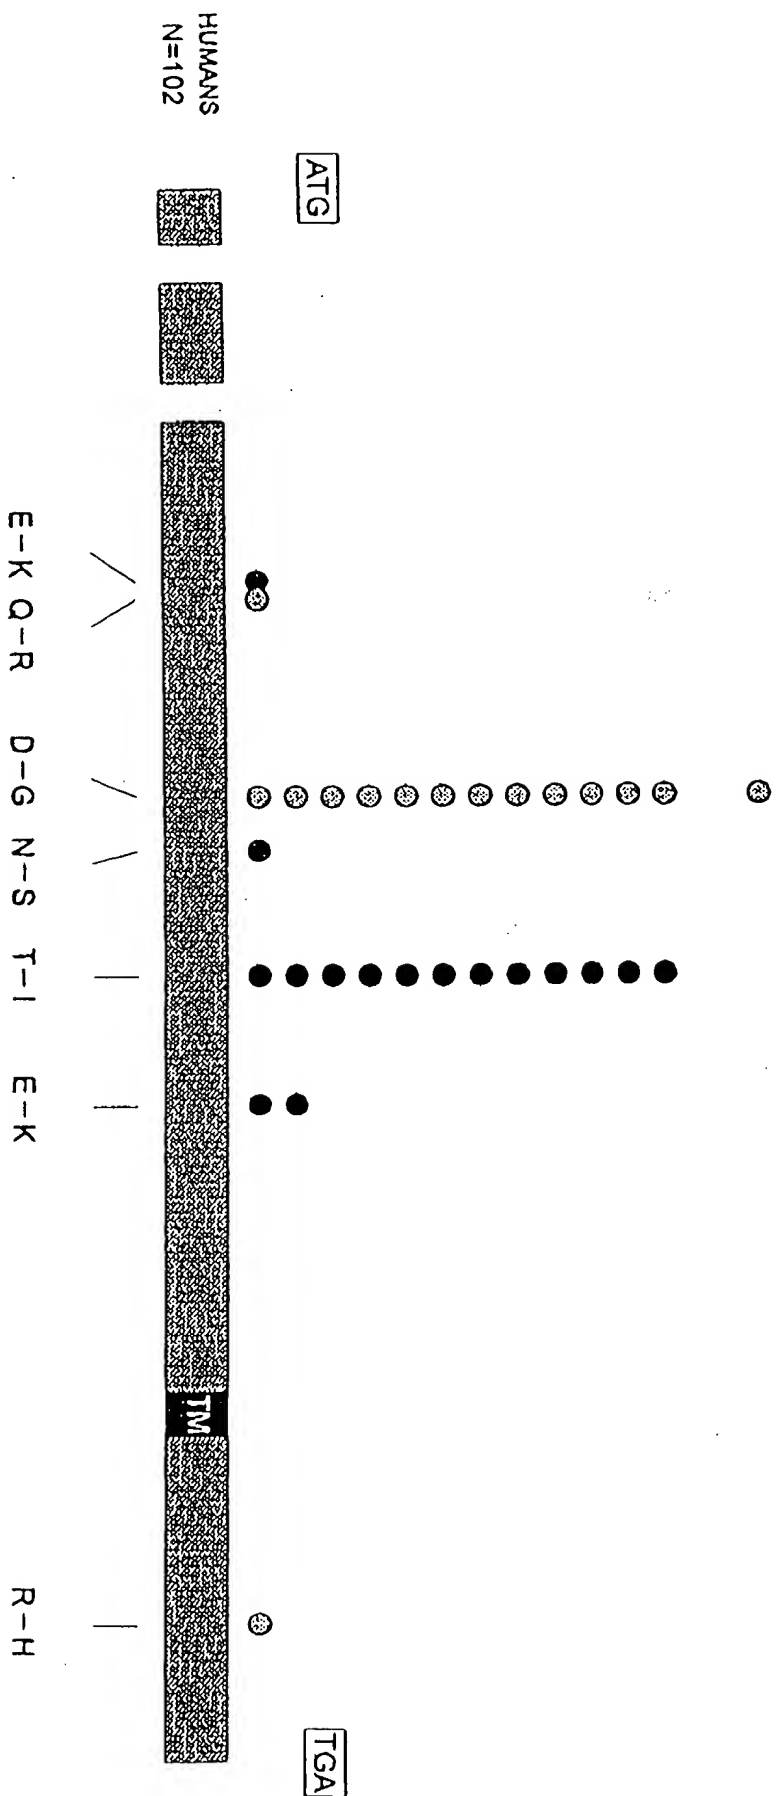 HUMANS
N=102
ATG
TGA
TM
E-K
Q-R
D-G
N-S
T-I
E-K
R-H